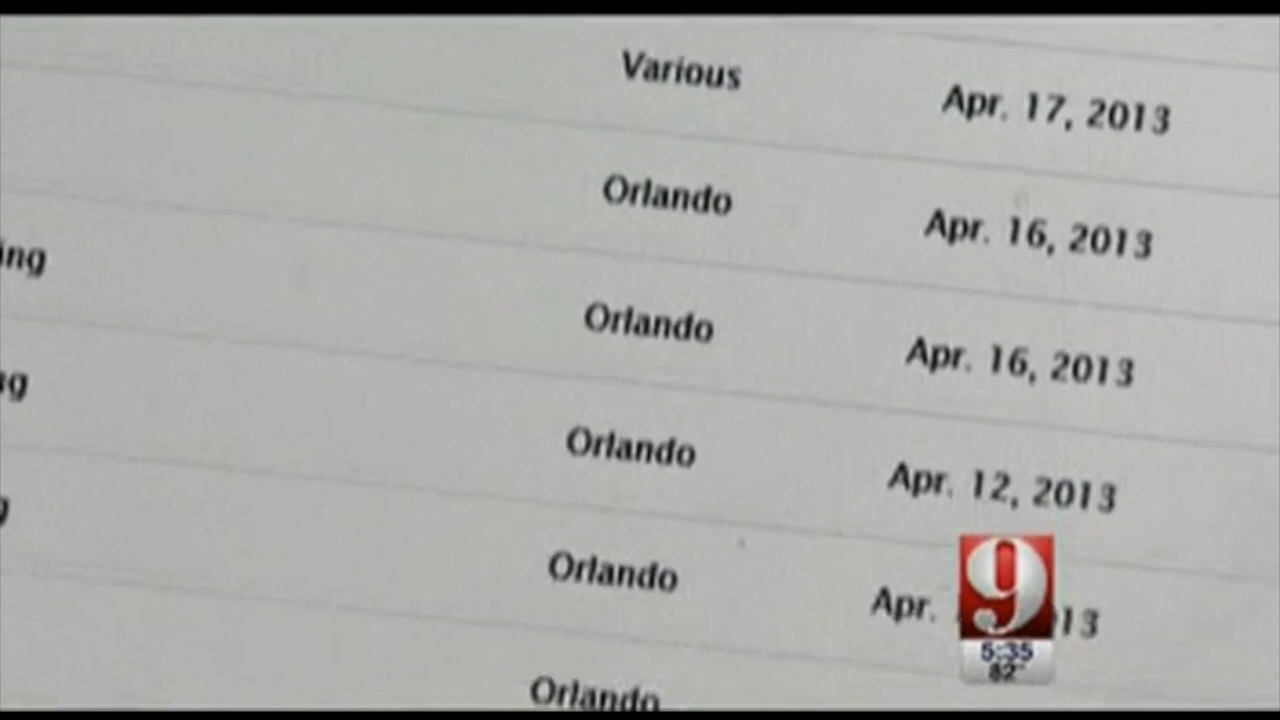 Various Apr. 17, 2013
Orlando Apr. 16, 2013
ing Orlando Apr. 16, 2013
ng Orlando Apr. 12, 2013
g Orlando Apr. 13
Orlando
9
5:35
82°